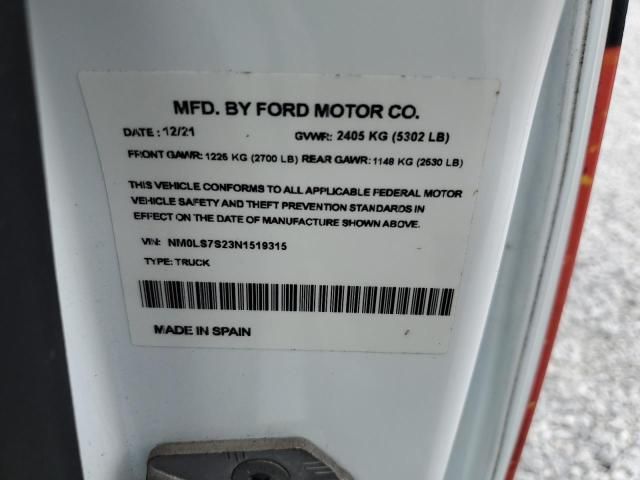 MFD. BY FORD MOTOR CO.
DATE: 12/21 GVWR: 2405 KG (5302 LB)
FRONT GAWR: 1225 KG (2700 LB) REAR GAWR: 1148 KG (2530 LB)
THIS VEHICLE CONFORMS TO ALL APPLICABLE FEDERAL MOTOR
VEHICLE SAFETY AND THEFT PREVENTION STANDARDS IN
EFFECT ON THE DATE OF MANUFACTURE SHOWN ABOVE.
VIN: NM0LS7S23N1519315
TYPE: TRUCK
MADE IN SPAIN